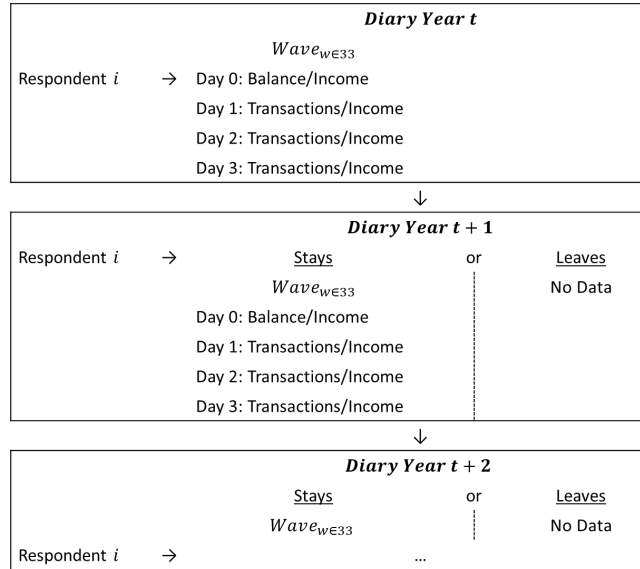 Diary Year t
Wave_{w∈33}
Respondent i → Day 0: Balance/Income
Day 1: Transactions/Income
Day 2: Transactions/Income
Day 3: Transactions/Income
↓
Diary Year t + 1
Respondent i → Stays or Leaves
Wave_{w∈33} No Data
Day 0: Balance/Income
Day 1: Transactions/Income
Day 2: Transactions/Income
Day 3: Transactions/Income
↓
Diary Year t + 2
Stays or Leaves
Wave_{w∈33} No Data
Respondent i → ...